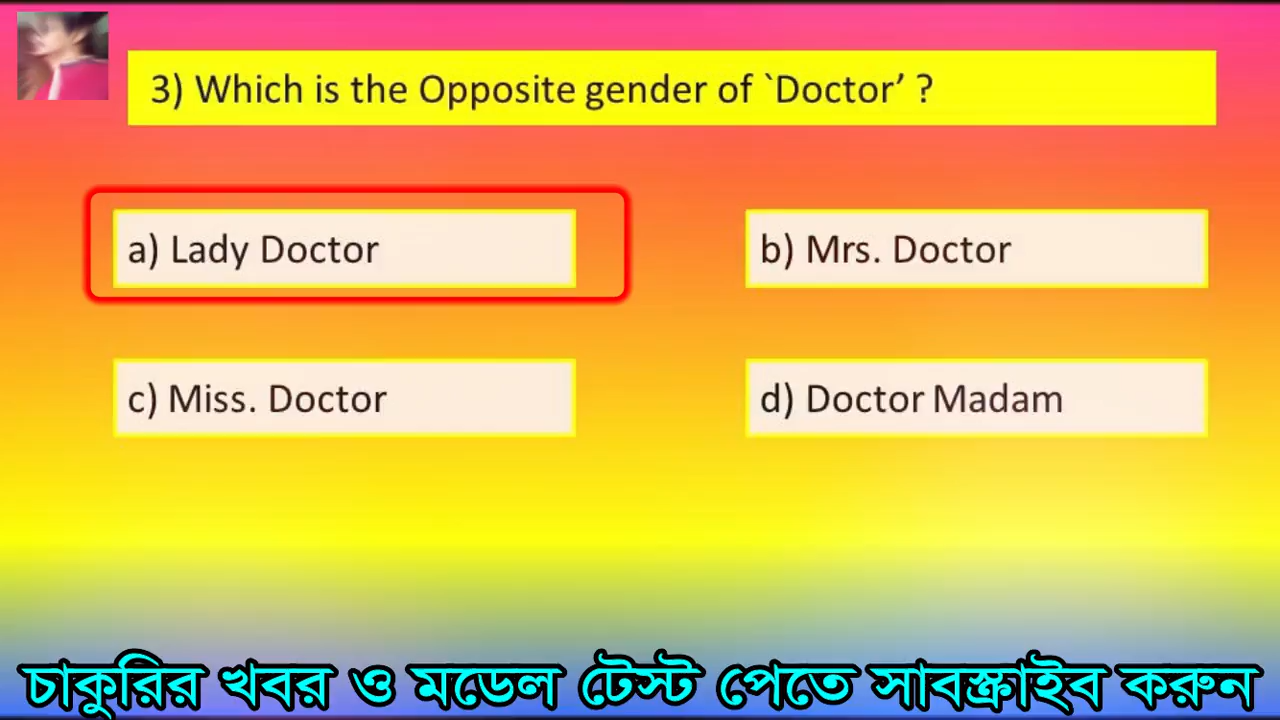 3) Which is the Opposite gender of `Doctor’ ?
a) Lady Doctor
b) Mrs. Doctor
c) Miss. Doctor
d) Doctor Madam
চাকুরির খবর ও মডেল টেস্ট পেতে সাবস্ক্রাইব করুন